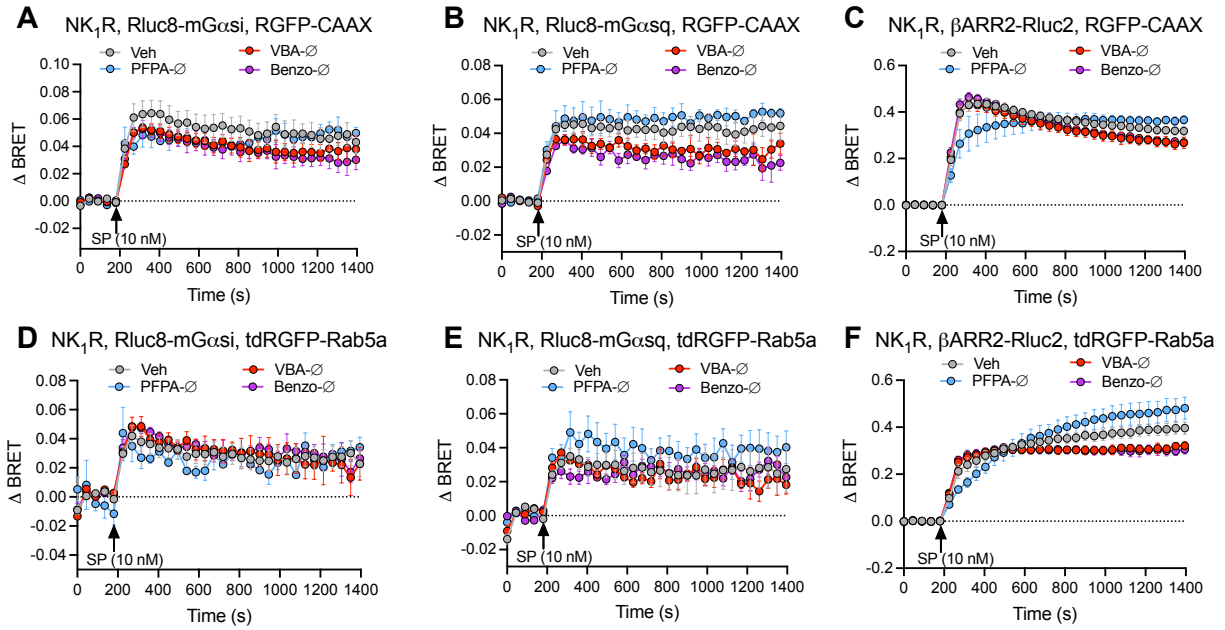 A NK₁R, Rluc8-mGαsi, RGFP-CAAX
Veh VBA-∅
PFPA-∅ Benzo-∅
0.10
0.08
0.06
0.04
0.02
0.00
-0.02
Δ BRET
SP (10 nM)
0 200 400 600 800 1000 1200 1400
Time (s)
B NK₁R, Rluc8-mGαsq, RGFP-CAAX
Veh VBA-∅
PFPA-∅ Benzo-∅
0.08
0.06
0.04
0.02
0.00
-0.02
Δ BRET
SP (10 nM)
0 200 400 600 800 1000 1200 1400
Time (s)
C NK₁R, βARR2-Rluc2, RGFP-CAAX
Veh VBA-∅
PFPA-∅ Benzo-∅
0.6
0.4
0.2
0.0
-0.2
Δ BRET
SP (10 nM)
0 200 400 600 800 1000 1200 1400
Time (s)
D NK₁R, Rluc8-mGαsi, tdRGFP-Rab5a
Veh VBA-∅
PFPA-∅ Benzo-∅
0.08
0.06
0.04
0.02
0.00
-0.02
-0.04
Δ BRET
SP (10 nM)
0 200 400 600 800 1000 1200 1400
Time (s)
E NK₁R, Rluc8-mGαsq, tdRGFP-Rab5a
Veh VBA-∅
PFPA-∅ Benzo-∅
0.08
0.06
0.04
0.02
0.00
-0.02
Δ BRET
SP (10 nM)
0 200 400 600 800 1000 1200 1400
Time (s)
F NK₁R, βARR2-Rluc2, tdRGFP-Rab5a
Veh VBA-∅
PFPA-∅ Benzo-∅
0.6
0.4
0.2
0.0
-0.2
Δ BRET
SP (10 nM)
0 200 400 600 800 1000 1200 1400
Time (s)